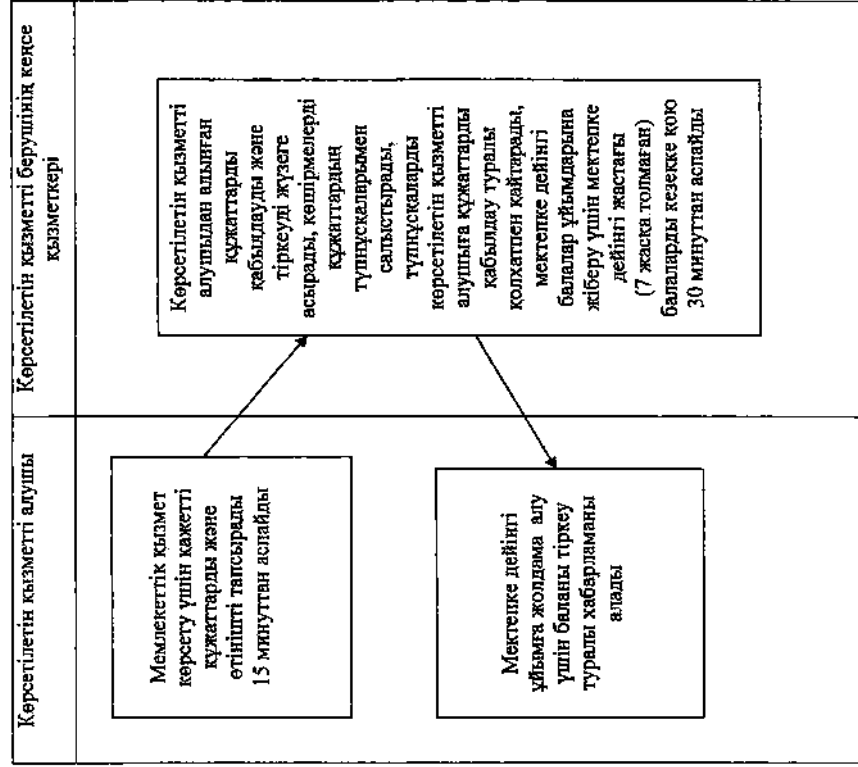 Көрсетілетін қызметті алушы
Көрсетілетін қызметті берушінің кеңсе
қызметкері
Мемлекеттік қызмет
көрсету үшін қажетті
құжаттарды және
өтінішті тапсырады
15 минуттан аспайды
Көрсетілетін қызметті
алушыдан алынған
құжаттарды
қабылдауды және
тіркеуді жүзеге
асырады, көшірмелерді
құжаттардың
түпнұсқаларымен
салыстырады,
түпнұсқаларды
көрсетілетін қызметті
алушыға құжаттарды
қабылдау туралы
қолхатпен қайтарады,
мектепке дейінгі
балалар ұйымдарына
жіберу үшін мектепке
дейінгі жастағы
(7 жасқа толмаған)
балаларды кезекке қою
30 минуттан аспайды
Мектепке дейінгі
ұйымға жолдама алу
үшін баланы тіркеу
туралы хабарламаны
алады